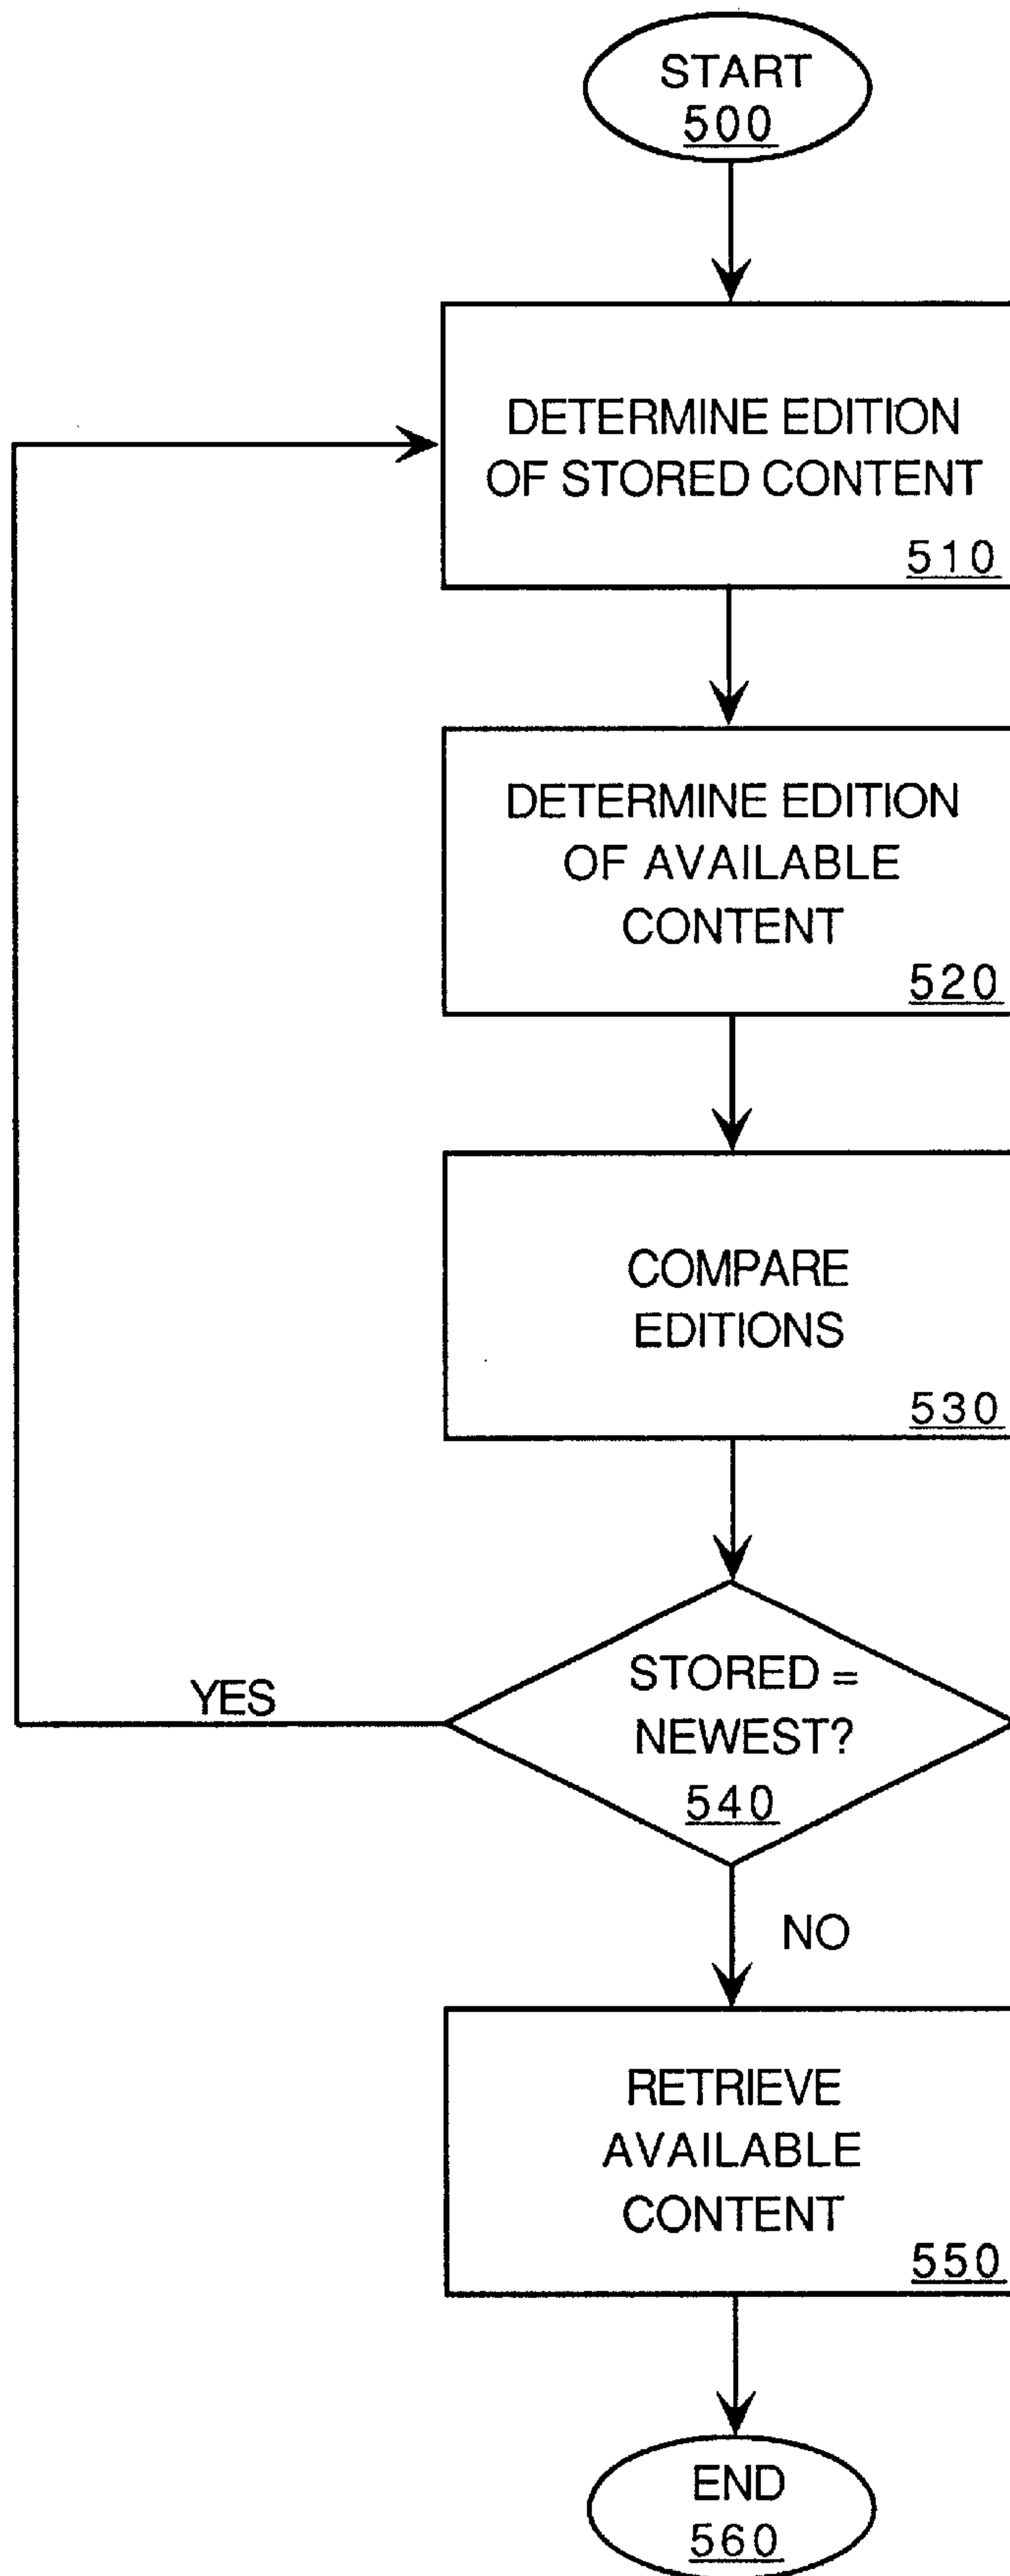 START
500
DETERMINE EDITION
OF STORED CONTENT
510
DETERMINE EDITION
OF AVAILABLE
CONTENT
520
COMPARE
EDITIONS
530
STORED =
NEWEST?
540
YES
NO
RETRIEVE
AVAILABLE
CONTENT
550
END
560